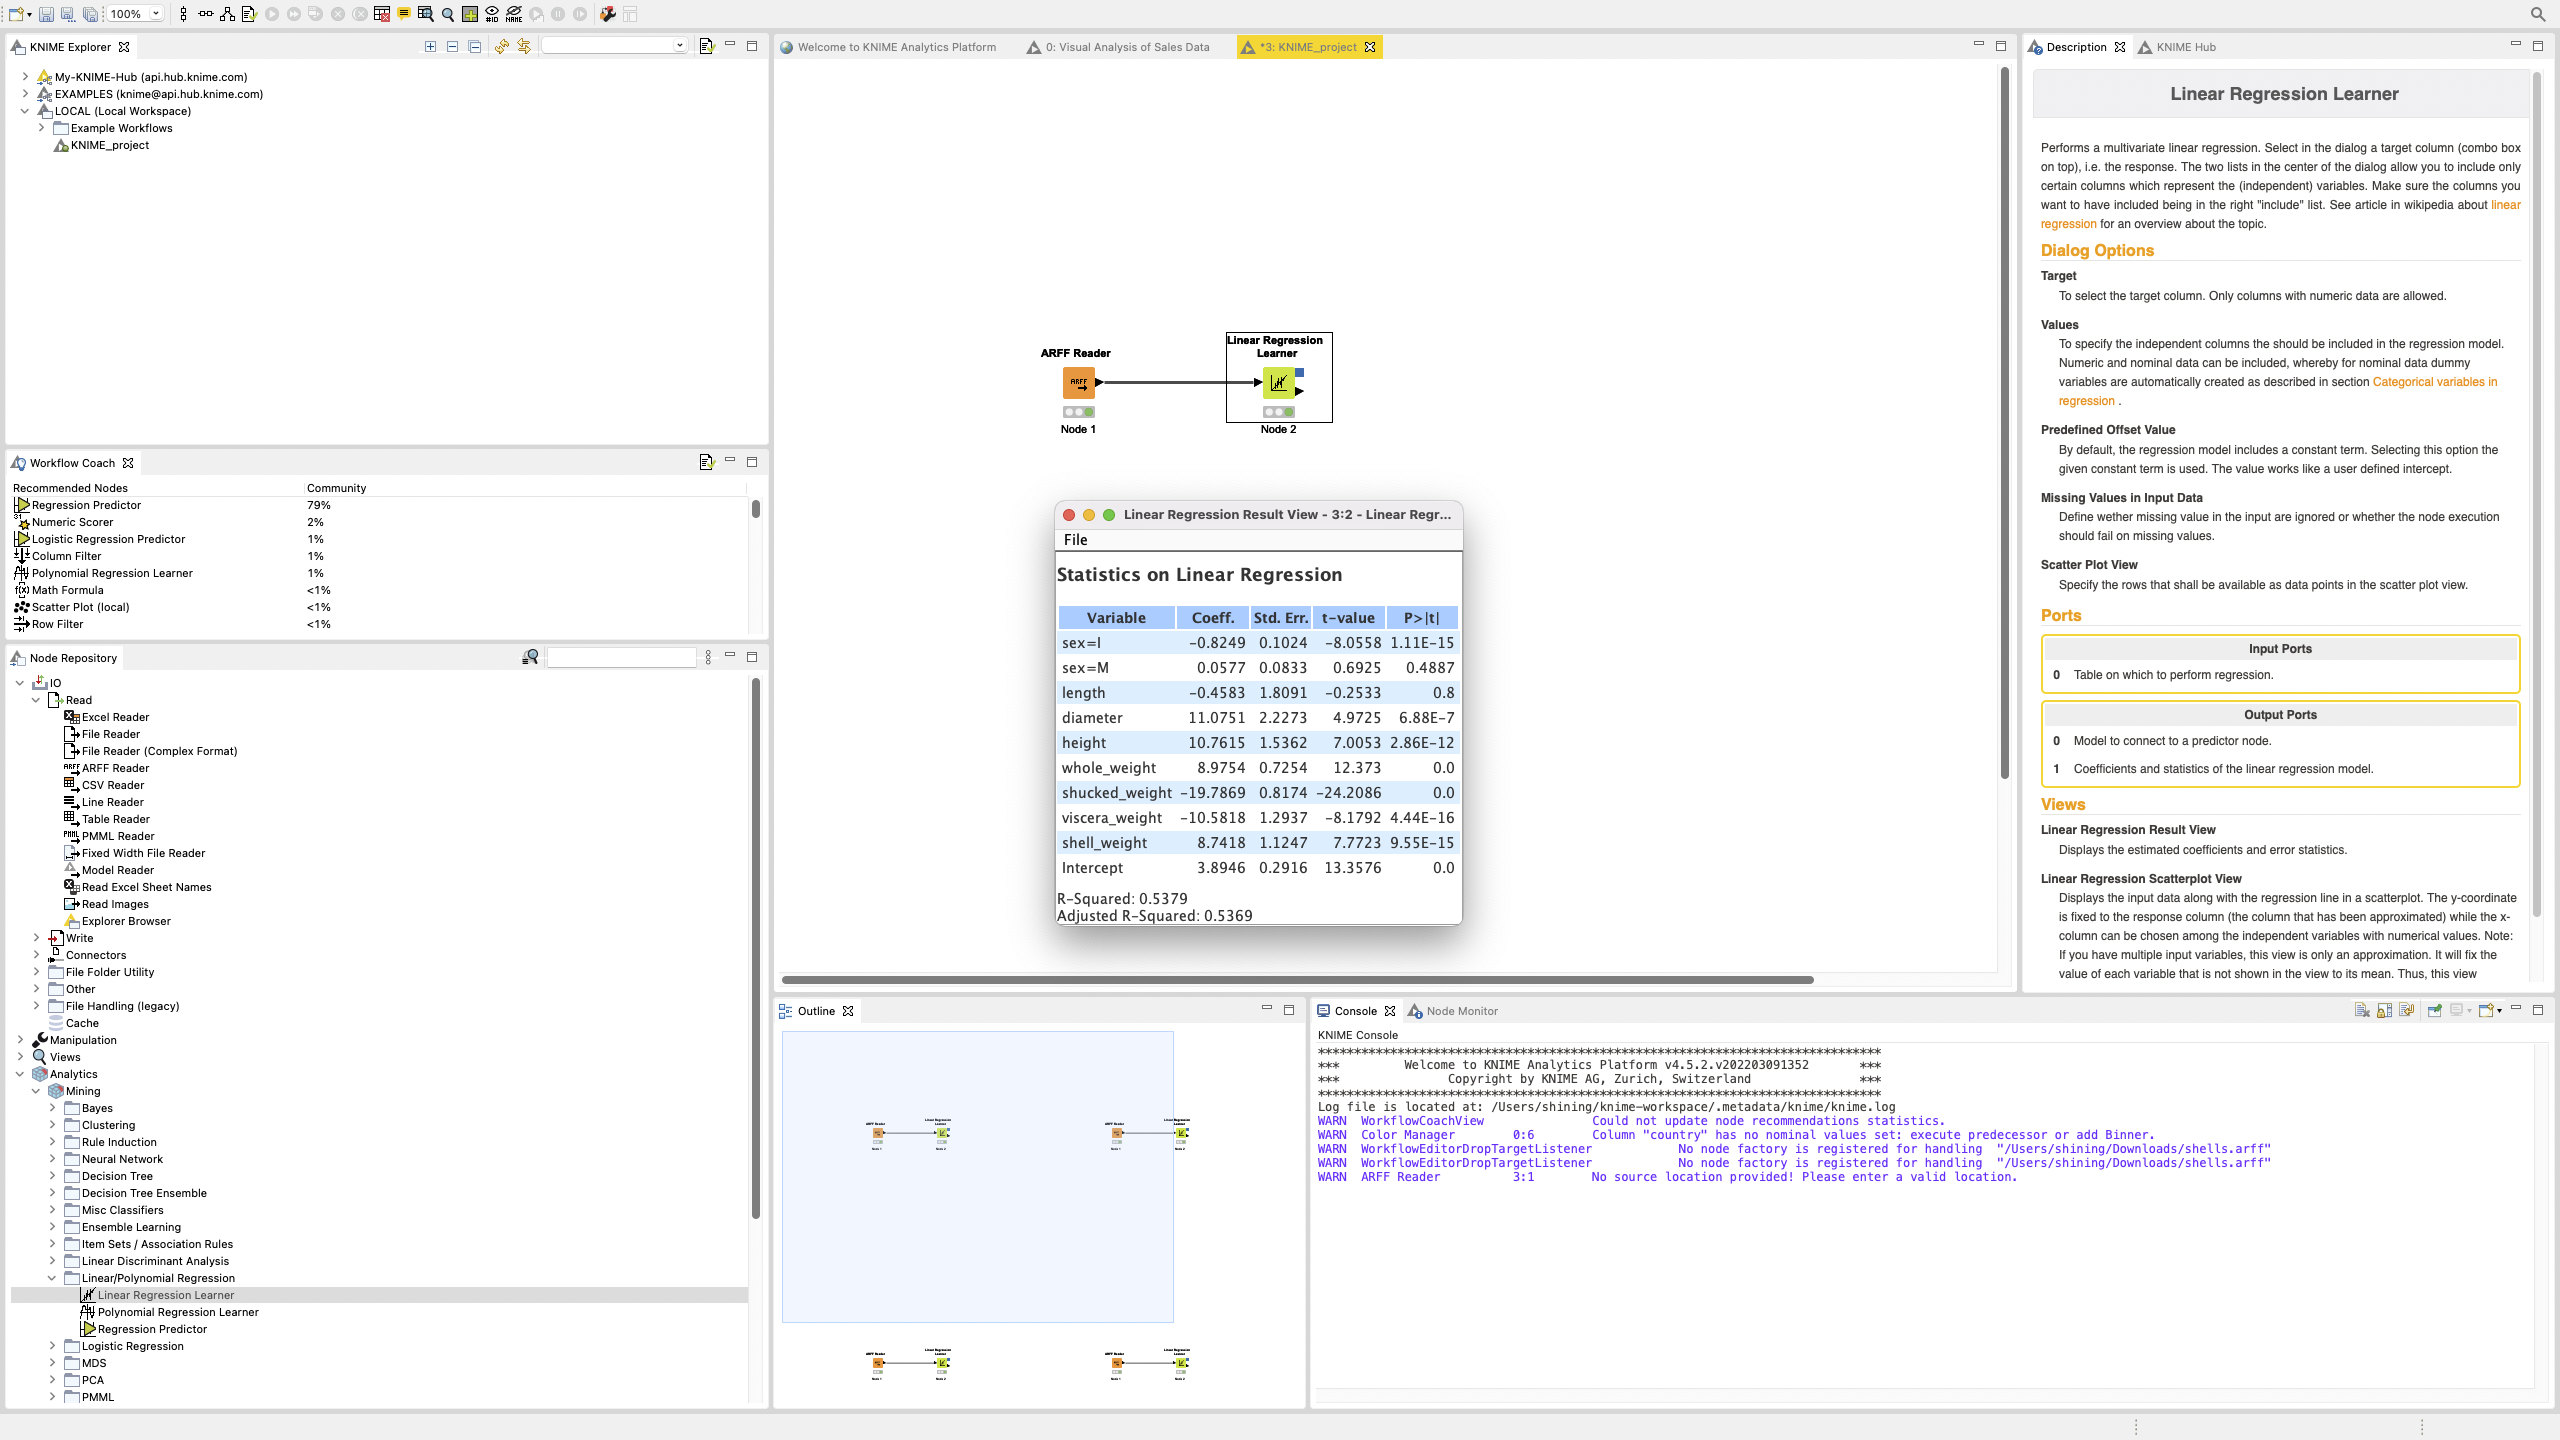 100%
#ID
NAME
KNIME Explorer
My-KNIME-Hub (api.hub.knime.com)
EXAMPLES (knime@api.hub.knime.com)
LOCAL (Local Workspace)
Example Workflows
KNIME_project
Workflow Coach
Recommended Nodes Community
Regression Predictor 79%
Numeric Scorer 2%
Logistic Regression Predictor 1%
Column Filter 1%
Polynomial Regression Learner 1%
Math Formula <1%
Scatter Plot (local) <1%
Row Filter <1%
Node Repository
IO
Read
Excel Reader
File Reader
File Reader (Complex Format)
ARFF Reader
CSV Reader
Line Reader
Table Reader
PMML Reader
Fixed Width File Reader
Model Reader
Read Excel Sheet Names
Read Images
Explorer Browser
Write
Connectors
File Folder Utility
Other
File Handling (legacy)
Cache
Manipulation
Views
Analytics
Mining
Bayes
Clustering
Rule Induction
Neural Network
Decision Tree
Decision Tree Ensemble
Misc Classifiers
Ensemble Learning
Item Sets / Association Rules
Linear Discriminant Analysis
Linear/Polynomial Regression
Linear Regression Learner
Polynomial Regression Learner
Regression Predictor
Logistic Regression
MDS
PCA
PMML
Welcome to KNIME Analytics Platform
0: Visual Analysis of Sales Data
*3: KNIME_project
ARFF Reader
ARFF
Node 1
Linear Regression
Learner
Node 2
Linear Regression Result View - 3:2 - Linear Regr...
File
Statistics on Linear Regression
Variable Coeff. Std. Err. t-value P>|t|
sex=I -0.8249 0.1024 -8.0558 1.11E-15
sex=M 0.0577 0.0833 0.6925 0.4887
length -0.4583 1.8091 -0.2533 0.8
diameter 11.0751 2.2273 4.9725 6.88E-7
height 10.7615 1.5362 7.0053 2.86E-12
whole_weight 8.9754 0.7254 12.373 0.0
shucked_weight -19.7869 0.8174 -24.2086 0.0
viscera_weight -10.5818 1.2937 -8.1792 4.44E-16
shell_weight 8.7418 1.1247 7.7723 9.55E-15
Intercept 3.8946 0.2916 13.3576 0.0
R-Squared: 0.5379
Adjusted R-Squared: 0.5369
Description
KNIME Hub
Linear Regression Learner
Performs a multivariate linear regression. Select in the dialog a target column (combo box
on top), i.e. the response. The two lists in the center of the dialog allow you to include only
certain columns which represent the (independent) variables. Make sure the columns you
want to have included being in the right "include" list. See article in wikipedia about linear
regression for an overview about the topic.
Dialog Options
Target
To select the target column. Only columns with numeric data are allowed.
Values
To specify the independent columns the should be included in the regression model.
Numeric and nominal data can be included, whereby for nominal data dummy
variables are automatically created as described in section Categorical variables in
regression .
Predefined Offset Value
By default, the regression model includes a constant term. Selecting this option the
given constant term is used. The value works like a user defined intercept.
Missing Values in Input Data
Define wether missing value in the input are ignored or whether the node execution
should fail on missing values.
Scatter Plot View
Specify the rows that shall be available as data points in the scatter plot view.
Ports
Input Ports
0 Table on which to perform regression.
Output Ports
0 Model to connect to a predictor node.
1 Coefficients and statistics of the linear regression model.
Views
Linear Regression Result View
Displays the estimated coefficients and error statistics.
Linear Regression Scatterplot View
Displays the input data along with the regression line in a scatterplot. The y-coordinate
is fixed to the response column (the column that has been approximated) while the x-
column can be chosen among the independent variables with numerical values. Note:
If you have multiple input variables, this view is only an approximation. It will fix the
value of each variable that is not shown in the view to its mean. Thus, this view
Outline
Console
Node Monitor
KNIME Console
*** Welcome to KNIME Analytics Platform v4.5.2.v202203091352 ***
*** Copyright by KNIME AG, Zurich, Switzerland ***
Log file is located at: /Users/shining/knime-workspace/.metadata/knime/knime.log
WARN WorkflowCoachView Could not update node recommendations statistics.
WARN Color Manager 0:6 Column "country" has no nominal values set: execute predecessor or add Binner.
WARN WorkflowEditorDropTargetListener No node factory is registered for handling "/Users/shining/Downloads/shells.arff"
WARN WorkflowEditorDropTargetListener No node factory is registered for handling "/Users/shining/Downloads/shells.arff"
WARN ARFF Reader 3:1 No source location provided! Please enter a valid location.